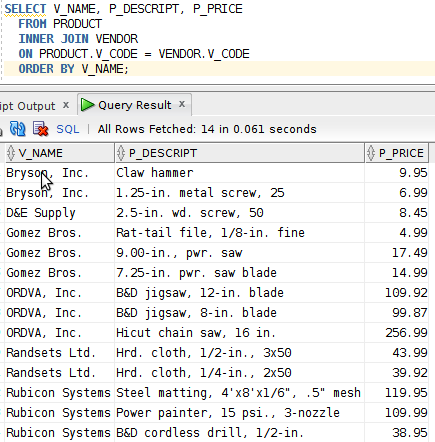 SELECT V_NAME, P_DESCRIPT, P_PRICE
FROM PRODUCT
INNER JOIN VENDOR
ON PRODUCT.V_CODE = VENDOR.V_CODE
ORDER BY V_NAME;
ipt Output x Query Result x
SQL | All Rows Fetched: 14 in 0.061 seconds
V_NAME P_DESCRIPT P_PRICE
Bryson, Inc. Claw hammer 9.95
Bryson, Inc. 1.25-in. metal screw, 25 6.99
D&E Supply 2.5-in. wd. screw, 50 8.45
Gomez Bros. Rat-tail file, 1/8-in. fine 4.99
Gomez Bros. 9.00-in., pwr. saw 17.49
Gomez Bros. 7.25-in. pwr. saw blade 14.99
ORDVA, Inc. B&D jigsaw, 12-in. blade 109.92
ORDVA, Inc. B&D jigsaw, 8-in. blade 99.87
ORDVA, Inc. Hicut chain saw, 16 in. 256.99
Randsets Ltd. Hrd. cloth, 1/2-in., 3x50 43.99
Randsets Ltd. Hrd. cloth, 1/4-in., 2x50 39.92
Rubicon Systems Steel matting, 4'x8'x1/6", .5" mesh 119.95
Rubicon Systems Power painter, 15 psi., 3-nozzle 109.99
Rubicon Systems B&D cordless drill, 1/2-in. 38.95